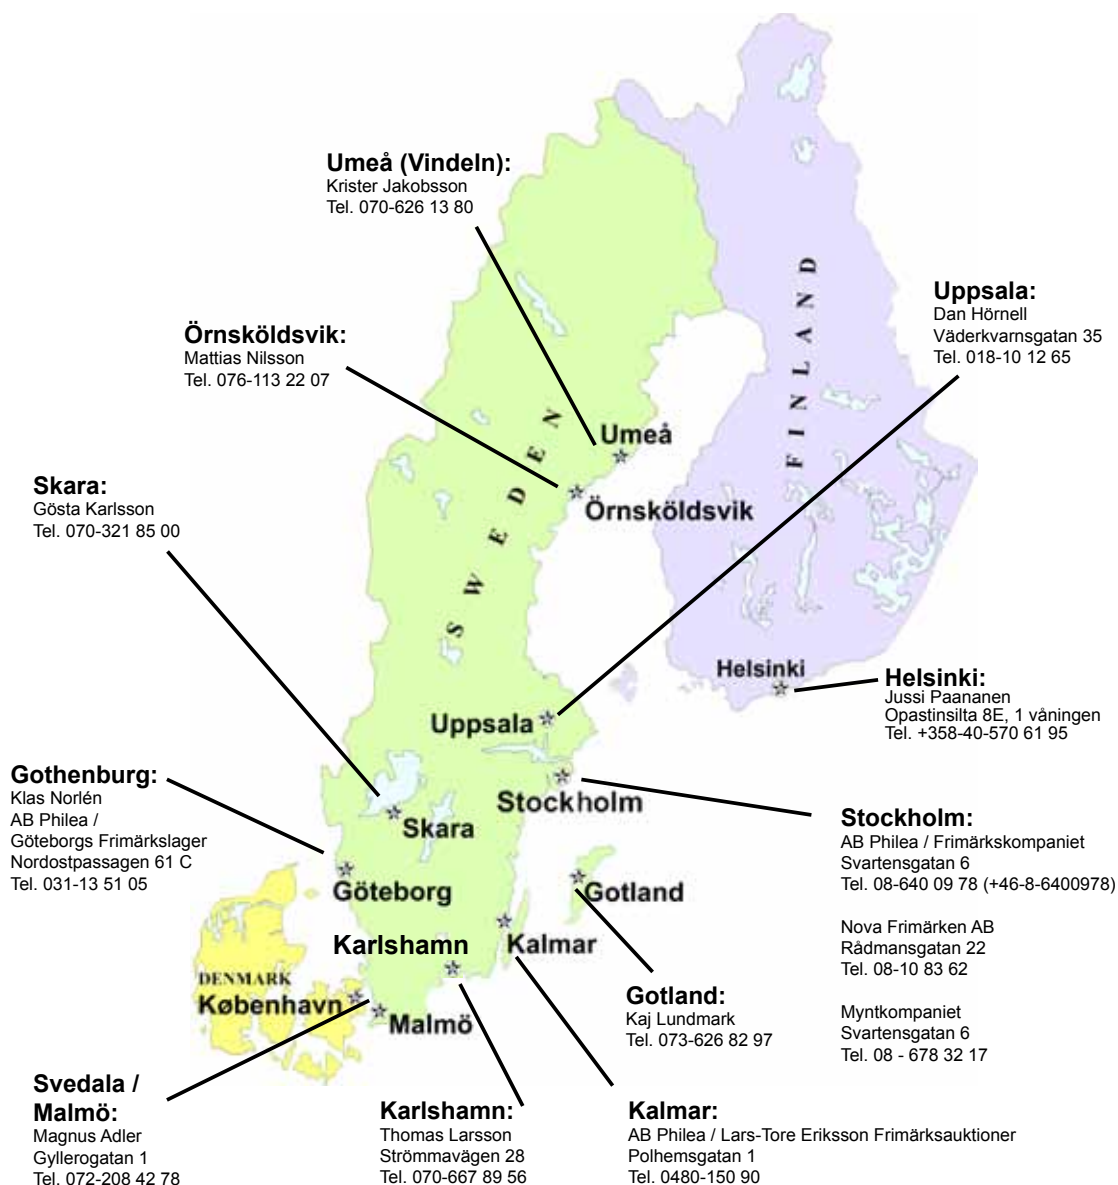 Umeå (Vindeln):
Krister Jakobsson
Tel. 070-626 13 80
Uppsala:
Dan Hörnell
Väderkvarnsgatan 35
Tel. 018-10 12 65
Örnsköldsvik:
Mattias Nilsson
Tel. 076-113 22 07
FINLAND
SWEDEN
Umeå
Örnsköldsvik
Skara:
Gösta Karlsson
Tel. 070-321 85 00
Helsinki
Helsinki:
Jussi Paananen
Opastinsilta 8E, 1 våningen
Tel. +358-40-570 61 95
Uppsala
Stockholm
Gothenburg:
Klas Norlén
AB Philea /
Göteborgs Frimärkslager
Nordostpassagen 61 C
Tel. 031-13 51 05
Skara
Stockholm:
AB Philea / Frimärkskompaniet
Svartensgatan 6
Tel. 08-640 09 78 (+46-8-6400978)
Nova Frimärken AB
Rådmansgatan 22
Tel. 08-10 83 62
Myntkompaniet
Svartensgatan 6
Tel. 08 - 678 32 17
Göteborg
Gotland
Karlshamn
Kalmar
DENMARK
København
Malmö
Gotland:
Kaj Lundmark
Tel. 073-626 82 97
Svedala /
Malmö:
Magnus Adler
Gyllerogatan 1
Tel. 072-208 42 78
Karlshamn:
Thomas Larsson
Strömmavägen 28
Tel. 070-667 89 56
Kalmar:
AB Philea / Lars-Tore Eriksson Frimärksauktioner
Polhemsgatan 1
Tel. 0480-150 90